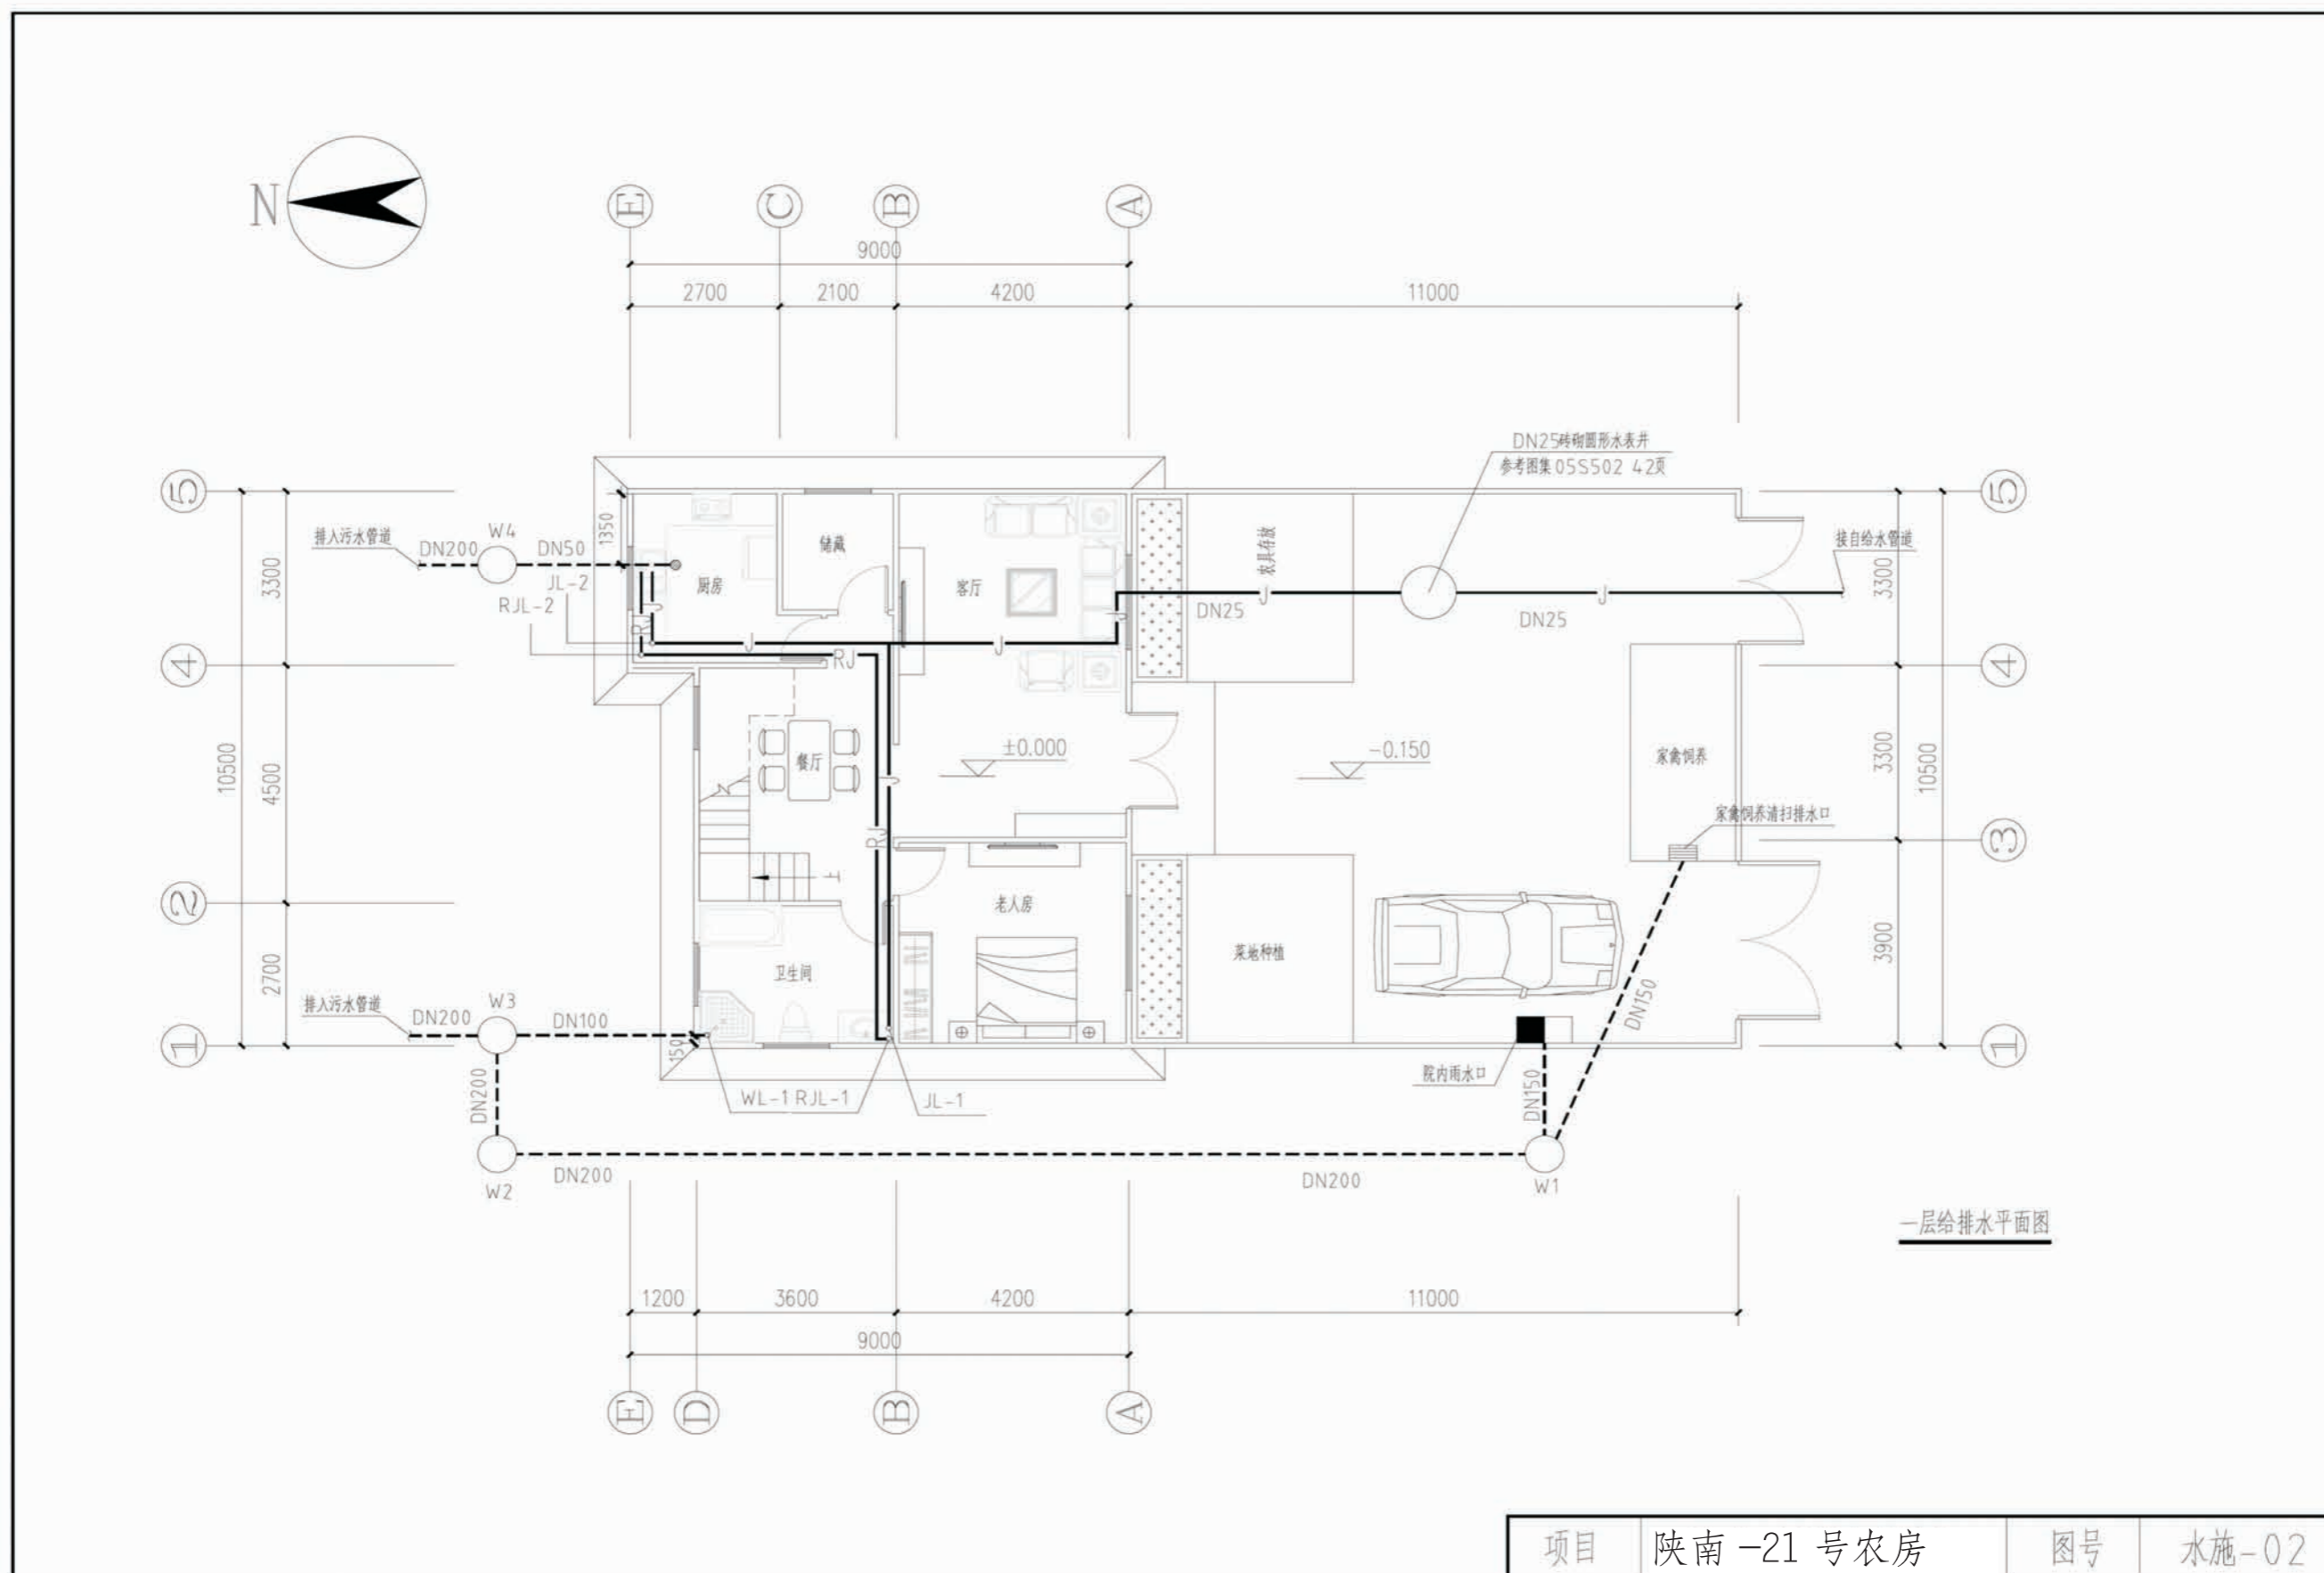 N
E
C
B
A
9000
2700
2100
4200
11000
DN25砖砌圆形水表井
参考图集05S502 42页
5
5
1350
排入污水管道
W4
DN200
DN50
JL-2
RJL-2
厨房
储藏
客厅
农具存放
接自给水管道
3300
3300
J
RJ
J
J
J
DN25
J
DN25
J
4
4
RJ
10500
4500
餐厅
J
±0.000
-0.150
家禽饲养
3300
10500
RJ
家禽饲养清扫排水口
3
上
2
老人房
菜地种植
3900
2700
卫生间
排入污水管道
W3
DN200
DN100
DN150
1
150
1
DN200
WL-1 RJL-1
JL-1
院内雨水口
DN150
W2
DN200
DN200
W1
一层给排水平面图
1200
3600
4200
11000
9000
E
D
B
A
项目
陕南-21 号农房
图号
水施-02